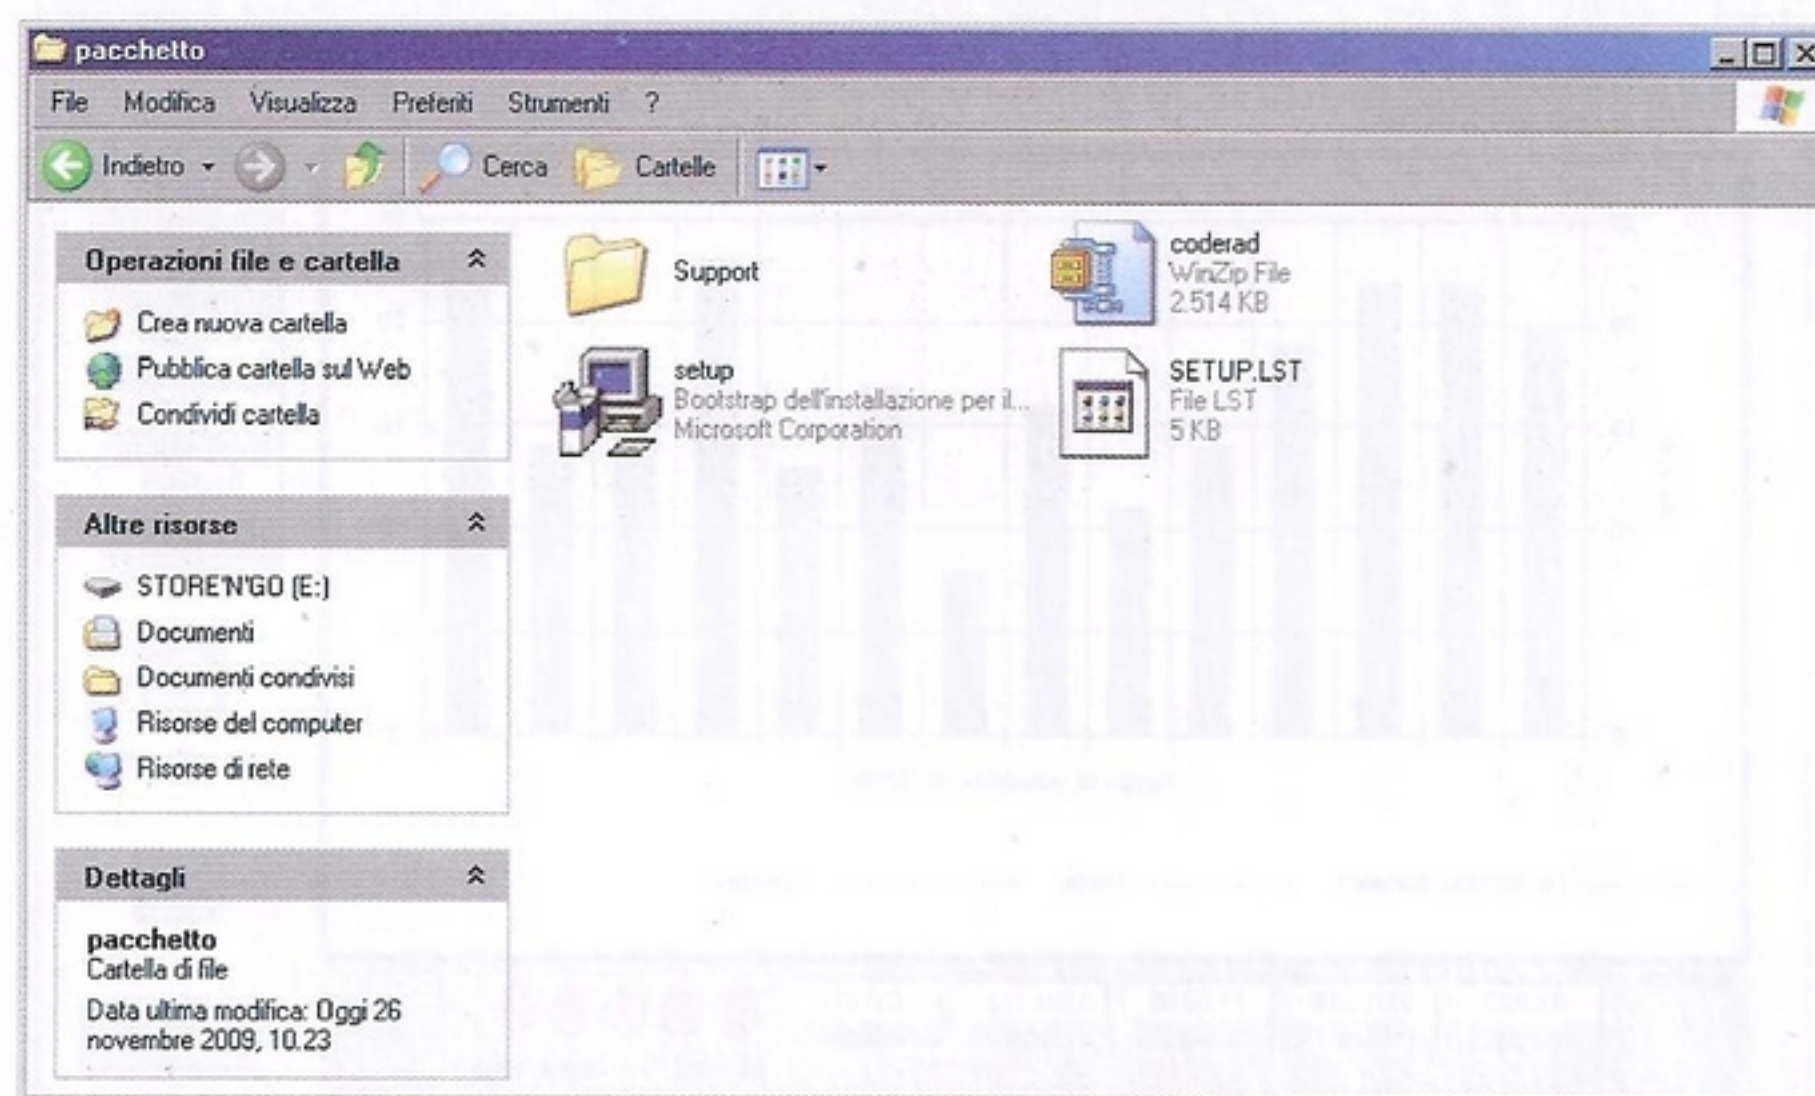 pacchetto
File Modifica Visualizza Preferiti Strumenti ?
Indietro Cerca Cartelle
Operazioni file e cartella
Crea nuova cartella
Pubblica cartella sul Web
Condividi cartella
Altre risorse
STORE'N'GO (E:)
Documenti
Documenti condivisi
Risorse del computer
Risorse di rete
Dettagli
pacchetto
Cartella di file
Data ultima modifica: Oggi 26
novembre 2009, 10.23
Support
coderad
WinZip File
2.514 KB
setup
Bootstrap dell'installazione per il...
Microsoft Corporation
SETUP.LST
File LST
5 KB